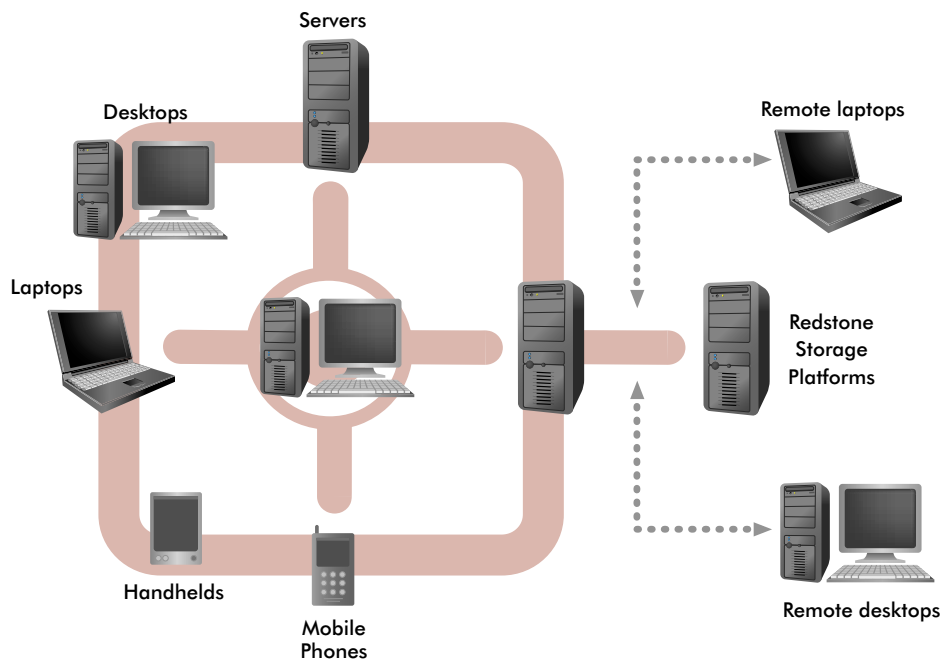 Servers
Desktops
Remote laptops
Laptops
Redstone
Storage
Platforms
Handhelds
Mobile
Phones
Remote desktops